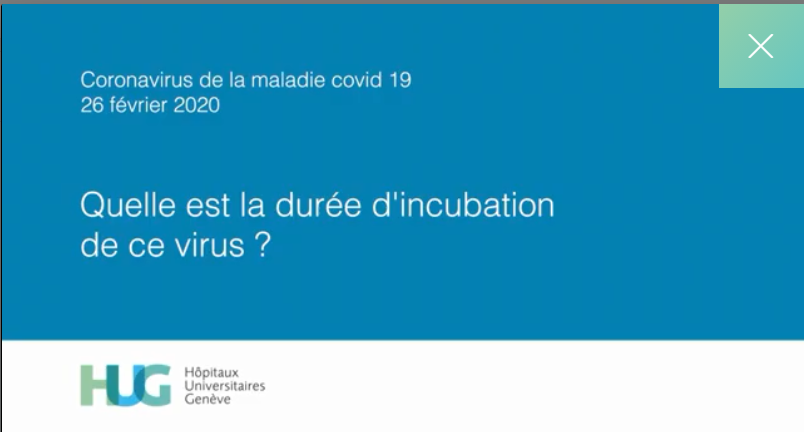 Coronavirus de la maladie covid 19
26 février 2020
Quelle est la durée d'incubation
de ce virus ?
HUG
Hôpitaux
Universitaires
Genève